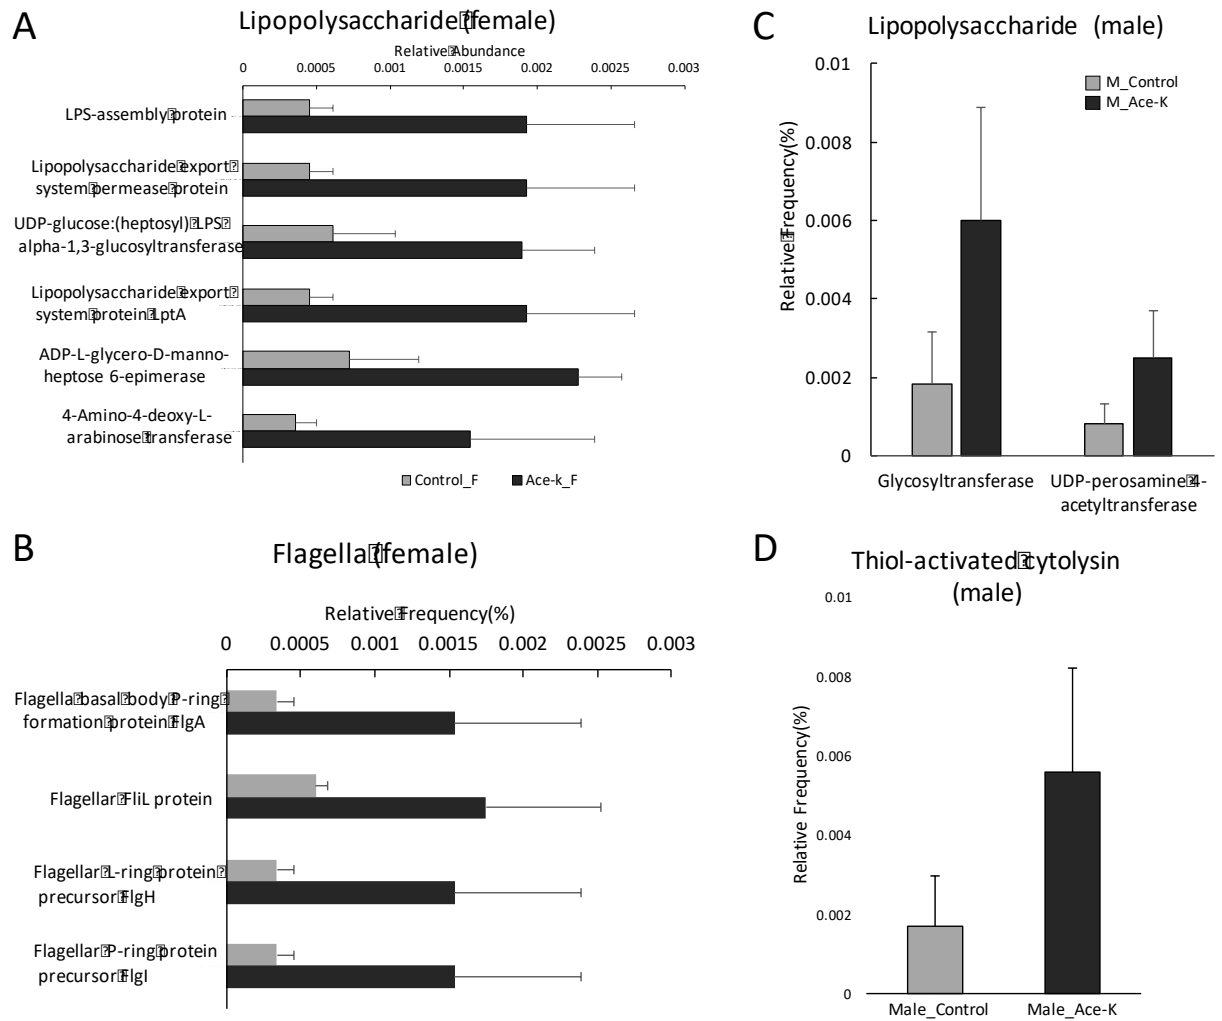 A
Lipopolysaccharide (female)
Relative Abundance
0 0.0005 0.001 0.0015 0.002 0.0025 0.003
LPS-assembly protein
Lipopolysaccharide export
system permease protein
UDP-glucose:(heptosyl) LPS
alpha-1,3-glucosyltransferase
Lipopolysaccharide export
system protein LptA
ADP-L-glycero-D-manno-
heptose 6-epimerase
4-Amino-4-deoxy-L-
arabinose transferase
Control_F Ace-k_F
B
Flagella (female)
Relative Frequency(%)
0 0.0005 0.001 0.0015 0.002 0.0025 0.003
Flagella basal body P-ring
formation protein FlgA
Flagellar FliL protein
Flagellar L-ring protein
precursor FlgH
Flagellar P-ring protein
precursor FlgI
C
Lipopolysaccharide (male)
M_Control
M_Ace-K
Relative Frequency(%)
0.01
0.008
0.006
0.004
0.002
0
Glycosyltransferase
UDP-perosamine 4-
acetyltransferase
D
Thiol-activated cytolysin
(male)
Relative Frequency(%)
0.01
0.008
0.006
0.004
0.002
0
Male_Control Male_Ace-K